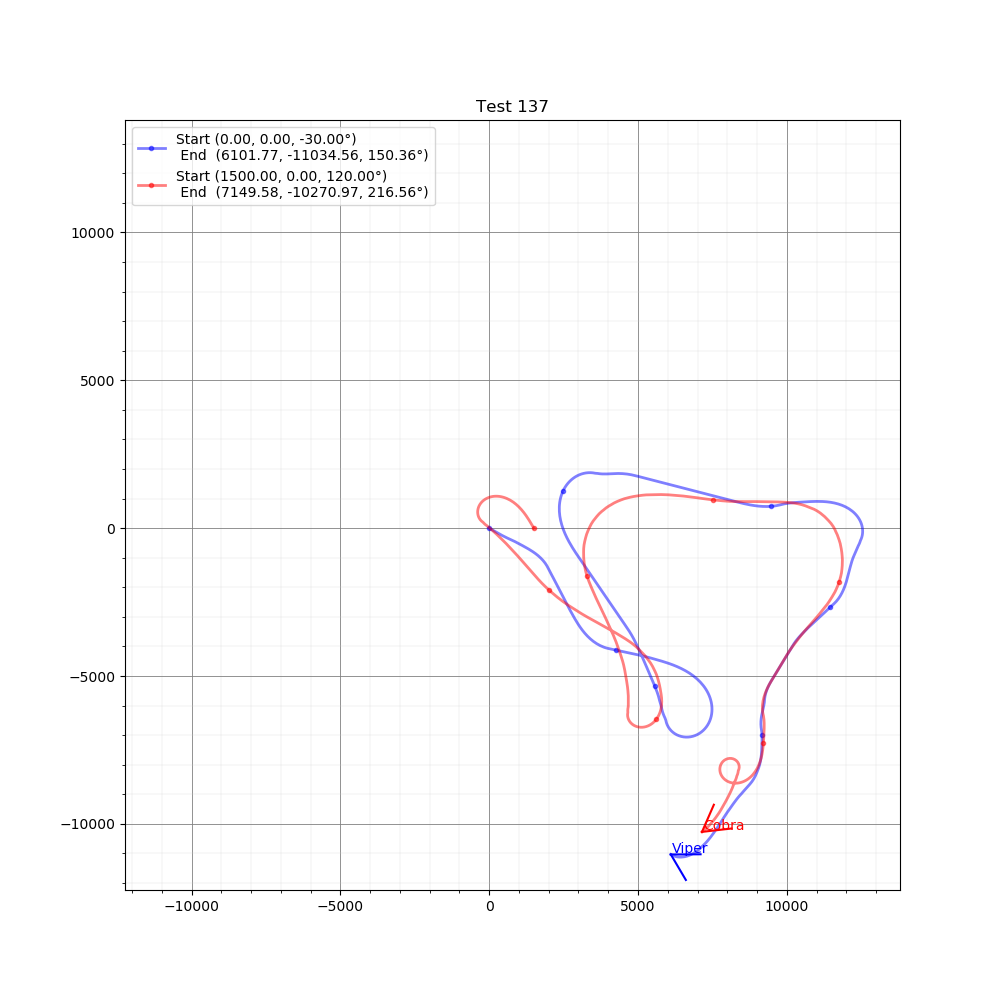 Test 137
Start (0.00, 0.00, -30.00°)
End  (6101.77, -11034.56, 150.36°)
Start (1500.00, 0.00, 120.00°)
End  (7149.58, -10270.97, 216.56°)
10000
5000
0
−5000
−10000
Cobra
Viper
−10000
−5000
0
5000
10000